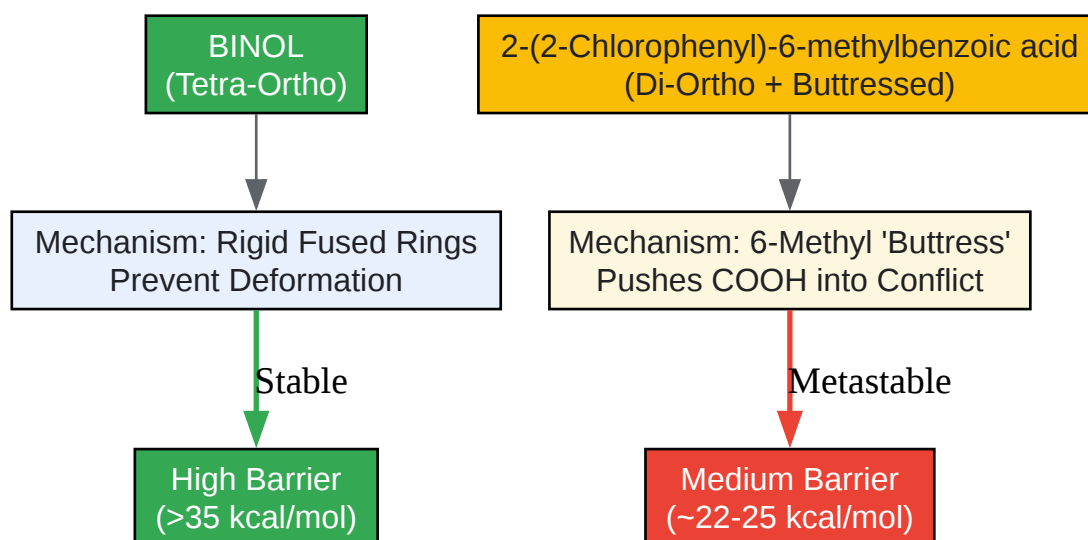 BINOL
(Tetra-Ortho)
2-(2-Chlorophenyl)-6-methylbenzoic acid
(Di-Ortho + Buttressed)
Mechanism: Rigid Fused Rings
Prevent Deformation
Mechanism: 6-Methyl 'Buttress'
Pushes COOH into Conflict
Stable
Metastable
High Barrier
(>35 kcal/mol)
Medium Barrier
(~22-25 kcal/mol)